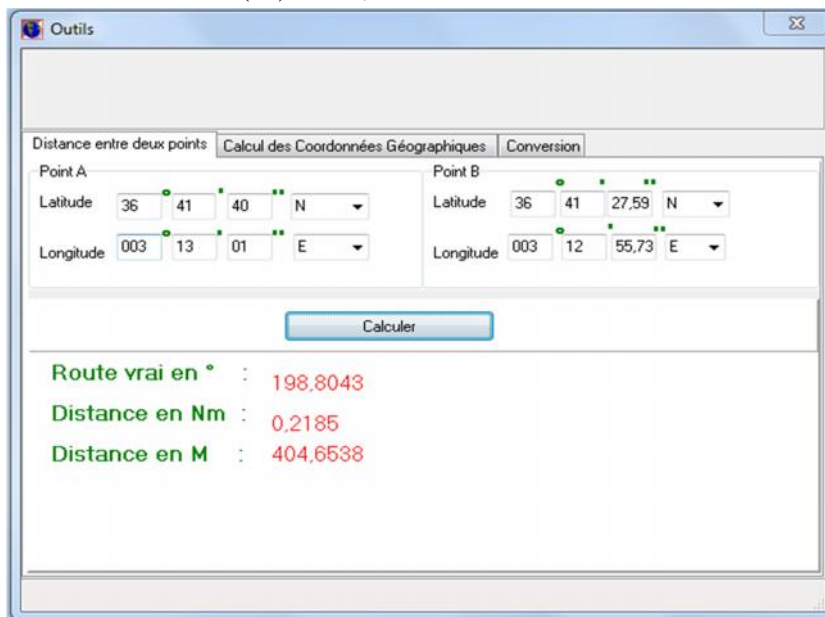 Outils
Distance entre deux points Calcul des Coordonnées Géographiques Conversion
Point A
Latitude 36 ° 41 ' 40 '' N
Longitude 003 ° 13 ' 01 '' E
Point B
Latitude 36 ° 41 ' 27,59 '' N
Longitude 003 ° 12 ' 55,73 '' E
Calculer
Route vrai en ° : 198,8043
Distance en Nm : 0,2185
Distance en M : 404,6538